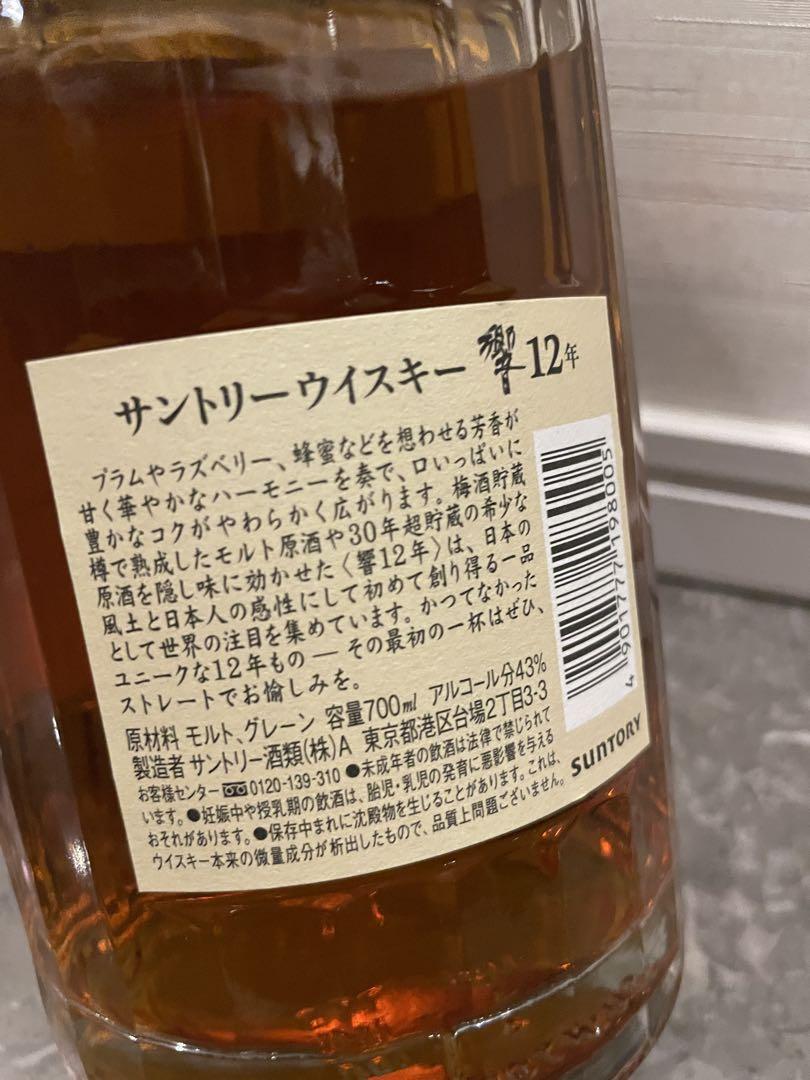 サントリーウイスキー 響12年
プラムやラズベリー、蜂蜜などを想わせる芳香が
甘く華やかなハーモニーを奏で、口いっぱいに
豊かなコクがやわらかく広がります。梅酒貯蔵
樽で熟成したモルト原酒や30年超貯蔵の希少な
原酒を隠し味に効かせた〈響12年〉は、日本の
風土と日本人の感性にして初めて創り得る一品
として世界の注目を集めています。かつてなかった
ユニークな12年もの ― その最初の一杯はぜひ、
ストレートでお愉しみを。
原材料 モルト、グレーン 容量700ml アルコール分43%
製造者 サントリー酒類(株)A 東京都港区台場2丁目3-3
お客様センター 0120-139-310 ●未成年者の飲酒は法律で禁じられて
います。●妊娠中や授乳期の飲酒は、胎児・乳児の発育に悪影響を与える
おそれがあります。●保存中まれに沈殿物を生じることがあります。これは、
ウイスキー本来の微量成分が析出したもので、品質上問題ございません。
SUNTORY
4901777198005